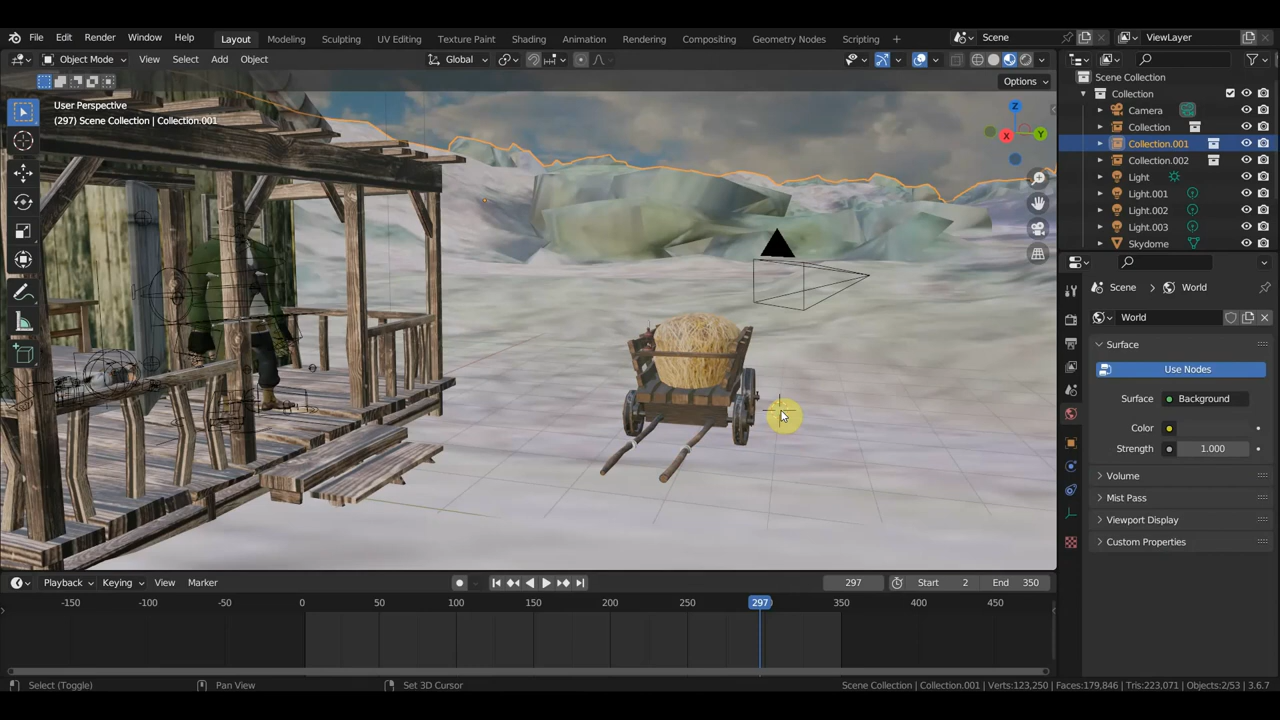 File Edit Render Window Help Layout Modeling Sculpting UV Editing Texture Paint Shading Animation Rendering Compositing Geometry Nodes Scripting + Scene ViewLayer
Object Mode View Select Add Object Global
Options
User Perspective
(297) Scene Collection | Collection.001
Z
X
Y
Scene Collection
Collection
Camera
Collection
Collection.001
Collection.002
Light
Light.001
Light.002
Light.003
Skydome
Scene > World
World
Surface
Use Nodes
Surface Background
Color
Strength 1.000
Volume
Mist Pass
Viewport Display
Custom Properties
Playback Keying View Marker 297 Start 2 End 350
-150 -100 -50 0 50 100 150 200 250 297 350 400 450
Select (Toggle) Pan View Set 3D Cursor Scene Collection | Collection.001 | Verts:123,250 | Faces:179,846 | Tris:223,071 | Objects:2/53 | 3.6.7